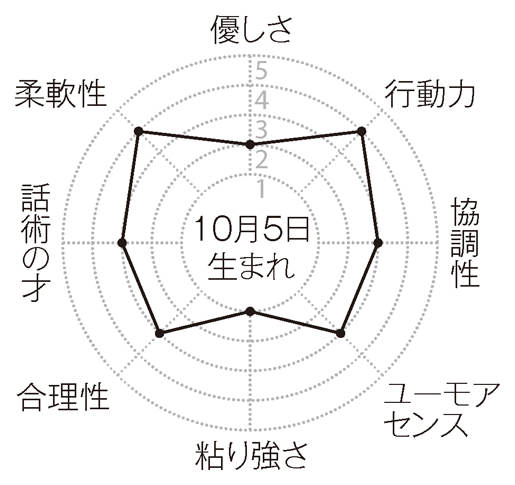 優しさ
5
4
3
2
1
柔軟性
行動力
話術の才
協調性
10月5日
生まれ
合理性
ユーモア
センス
粘り強さ